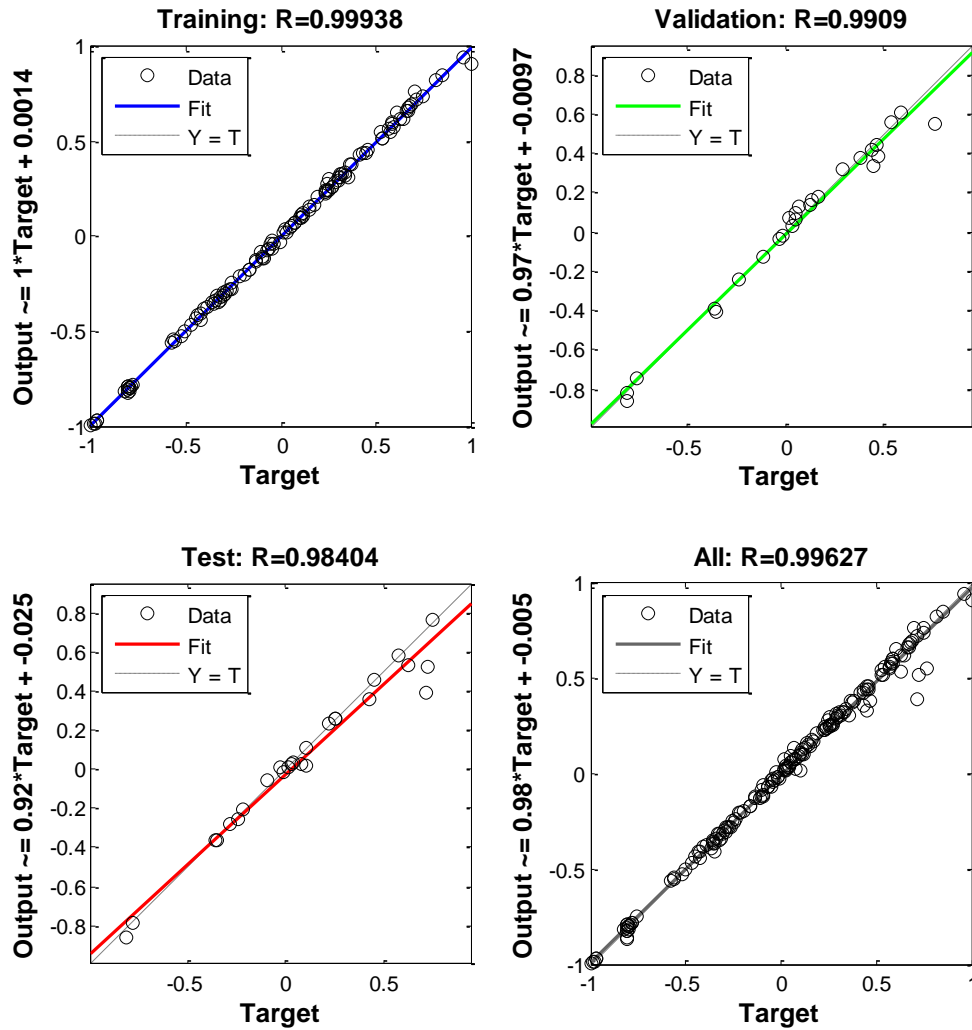 Training: R=0.99938
Output ~= 1*Target + 0.0014
1
0.5
0
-0.5
-1
Data
Fit
Y = T
-1
-0.5
0
0.5
1
Target
Validation: R=0.9909
Output ~= 0.97*Target + -0.0097
0.8
0.6
0.4
0.2
0
-0.2
-0.4
-0.6
-0.8
Data
Fit
Y = T
-0.5
0
0.5
Target
Test: R=0.98404
Output ~= 0.92*Target + -0.025
0.8
0.6
0.4
0.2
0
-0.2
-0.4
-0.6
-0.8
Data
Fit
Y = T
-0.5
0
0.5
Target
All: R=0.99627
Output ~= 0.98*Target + -0.005
1
0.5
0
-0.5
-1
Data
Fit
Y = T
-1
-0.5
0
0.5
1
Target